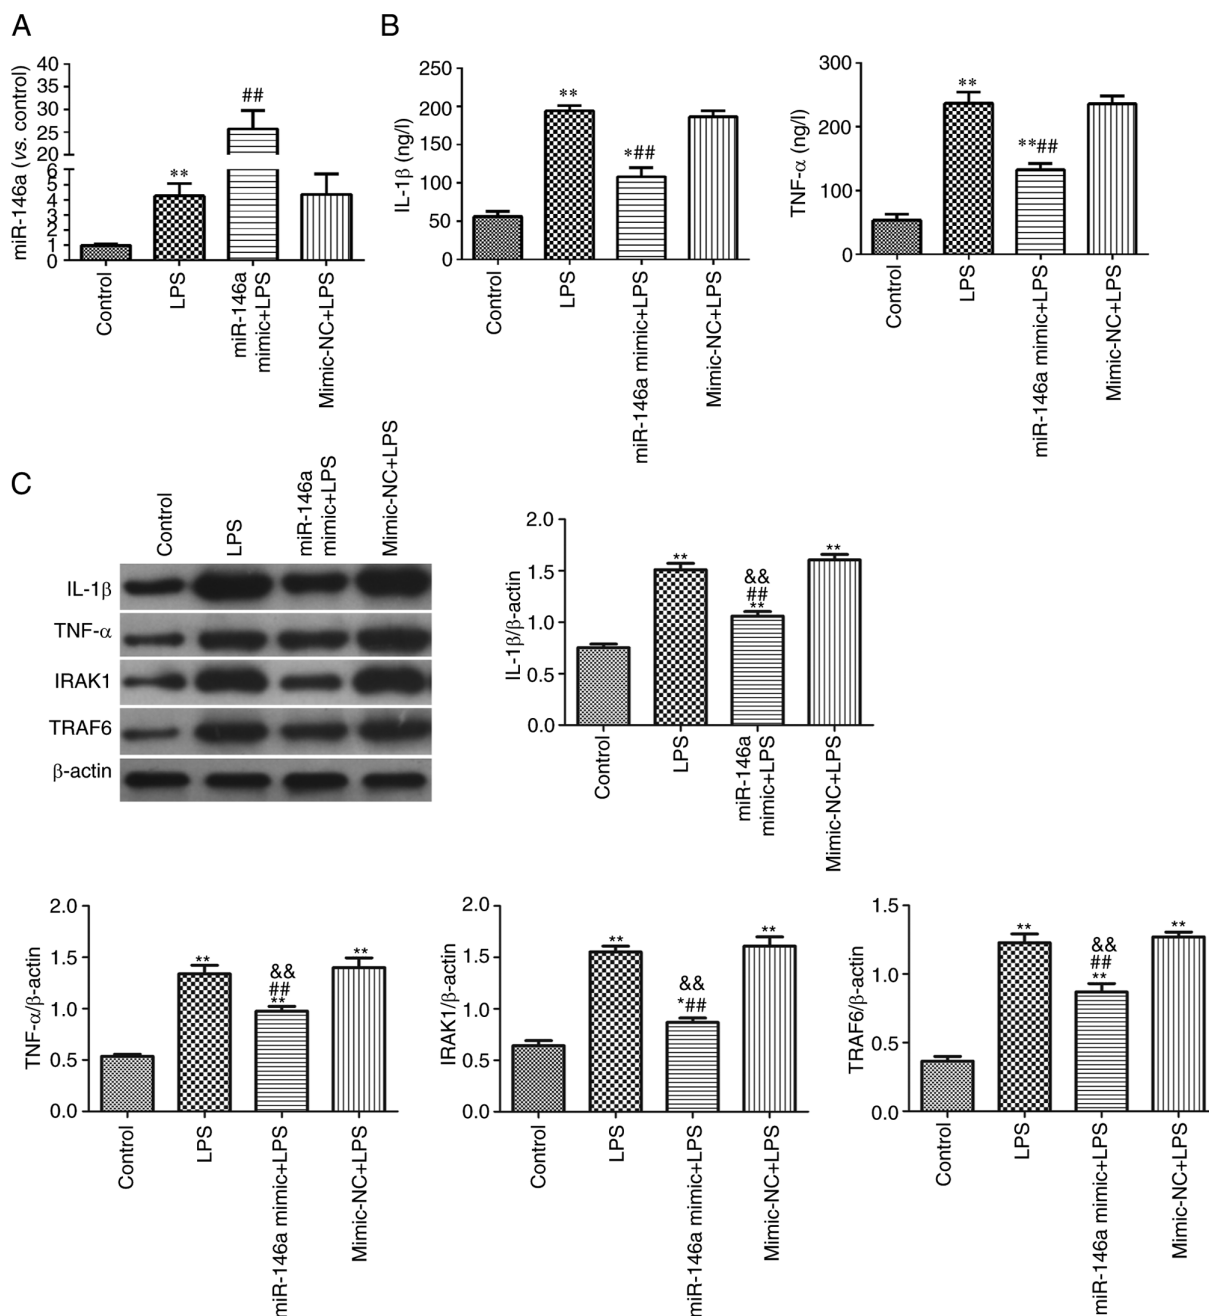 A
miR-146a (vs. control)
40
35
30
25
20
6
5
4
3
2
1
0
**
##
Control
LPS
miR-146a
mimic+LPS
Mimic-NC+LPS
B
IL-1β (ng/l)
250
200
150
100
50
0
**
*##
Control
LPS
miR-146a mimic+LPS
Mimic-NC+LPS
TNF-α (ng/l)
300
200
100
0
**
**##
Control
LPS
miR-146a mimic+LPS
Mimic-NC+LPS
C
Control
LPS
miR-146a
mimic+LPS
Mimic-NC+LPS
IL-1β
TNF-α
IRAK1
TRAF6
β-actin
IL-1β/β-actin
2.0
1.5
1.0
0.5
0.0
**
&&
##
**
**
Control
LPS
miR-146a
mimic+LPS
Mimic-NC+LPS
TNF-α/β-actin
2.0
1.5
1.0
0.5
0.0
**
&&
##
**
**
Control
LPS
miR-146a mimic+LPS
Mimic-NC+LPS
IRAK1/β-actin
2.0
1.5
1.0
0.5
0.0
**
&&
*##
**
Control
LPS
miR-146a mimic+LPS
Mimic-NC+LPS
TRAF6/β-actin
1.5
1.0
0.5
0.0
**
&&
##
**
**
Control
LPS
miR-146a mimic+LPS
Mimic-NC+LPS